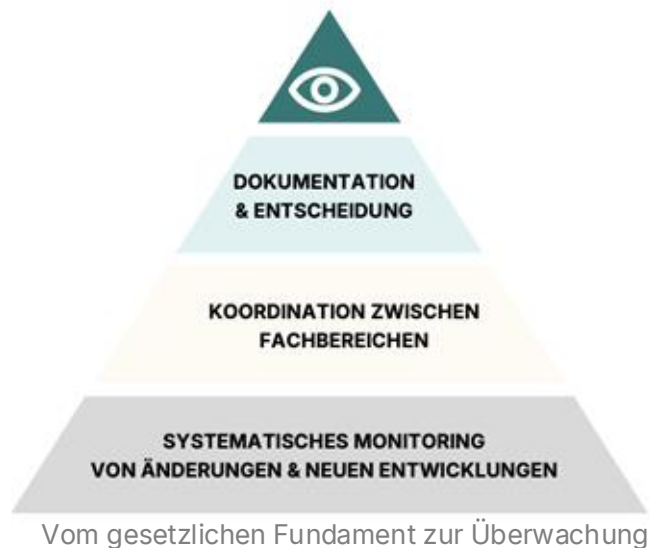 DOKUMENTATION
& ENTSCHEIDUNG
KOORDINATION ZWISCHEN
FACHBEREICHEN
SYSTEMATISCHES MONITORING
VON ÄNDERUNGEN & NEUEN ENTWICKLUNGEN
Vom gesetzlichen Fundament zur Überwachung